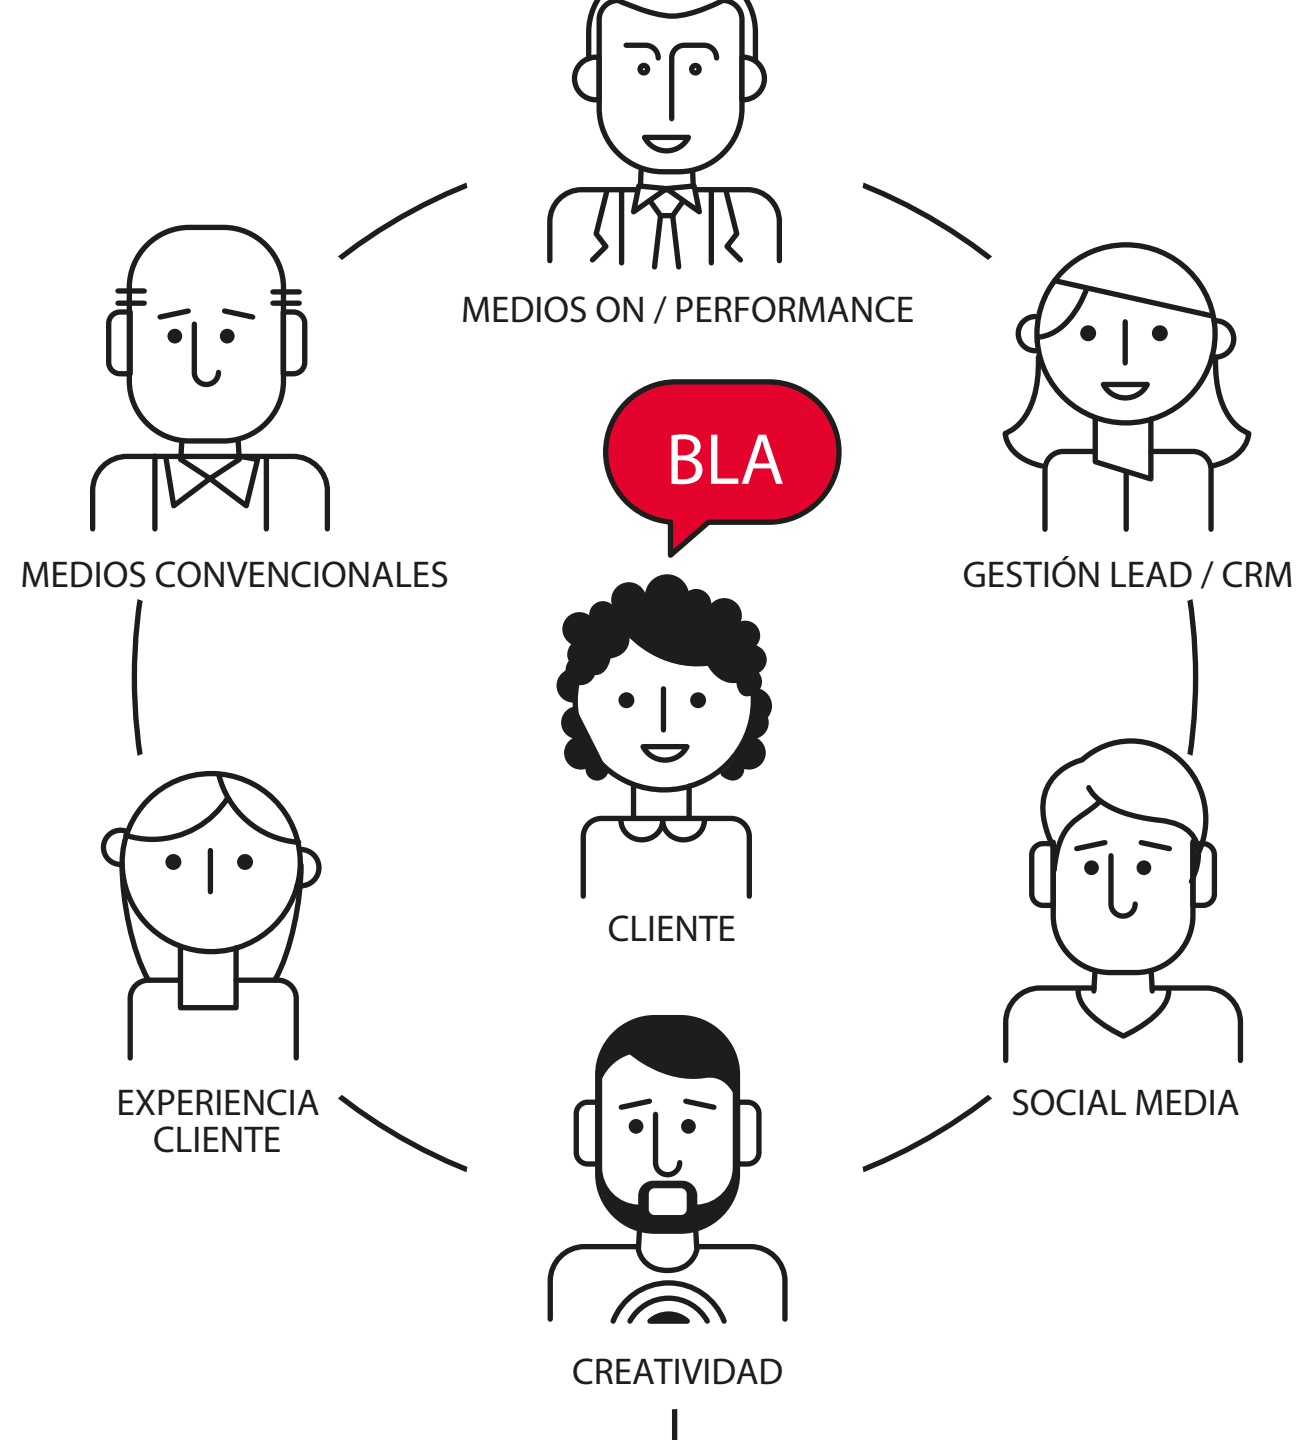 MEDIOS ON / PERFORMANCE
BLA
MEDIOS CONVENCIONALES
GESTIÓN LEAD / CRM
CLIENTE
EXPERIENCIA
CLIENTE
SOCIAL MEDIA
CREATIVIDAD